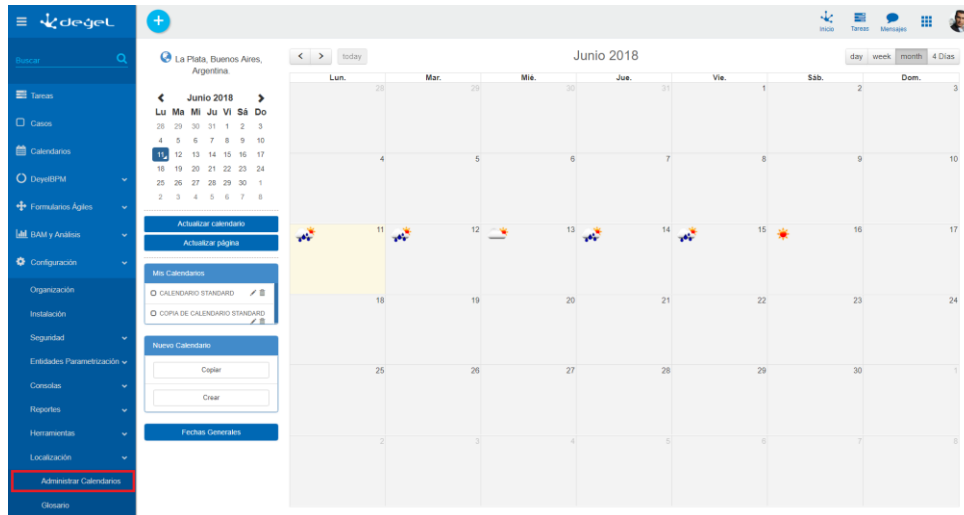 deyel
Inicio
Tareas
Mensajes
Buscar
Tareas
Casos
Calendarios
DeyelBPM
Formularios Ágiles
BAM y Análisis
Configuración
Organización
Instalación
Seguridad
Entidades Parametrización
Consolas
Reportes
Herramientas
Localización
Administrar Calendarios
Glosario
La Plata, Buenos Aires,
Argentina.
Junio 2018
Lu Ma Mi Ju Vi Sá Do
28 29 30 31 1 2 3
4 5 6 7 8 9 10
11 12 13 14 15 16 17
18 19 20 21 22 23 24
25 26 27 28 29 30 1
2 3 4 5 6 7 8
Actualizar calendario
Actualizar página
Mis Calendarios
CALENDARIO STANDARD
COPIA DE CALENDARIO STANDARD
Nuevo Calendario
Copiar
Crear
Fechas Generales
today
Junio 2018
day week month 4 Días
Lun. Mar. Mié. Jue. Vie. Sáb. Dom.
28 29 30 31 1 2 3
4 5 6 7 8 9 10
11 12 13 14 15 16 17
18 19 20 21 22 23 24
25 26 27 28 29 30 1
2 3 4 5 6 7 8